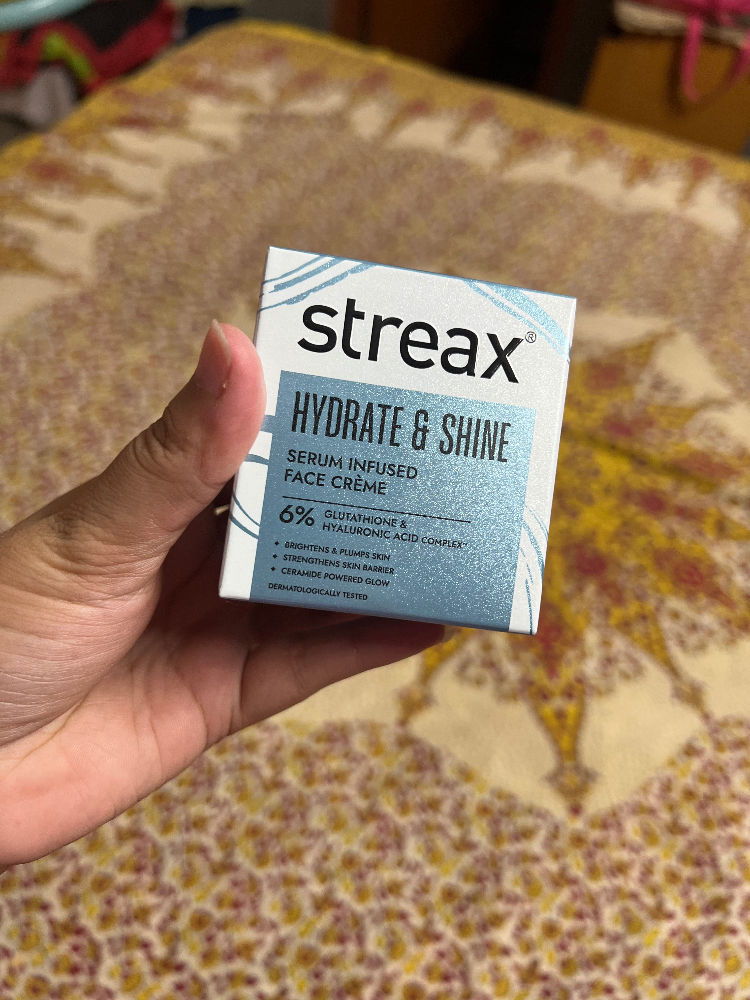 streax®
HYDRATE & SHINE
SERUM INFUSED
FACE CRÈME
6% GLUTATHIONE &
HYALURONIC ACID COMPLEX™
✦ BRIGHTENS & PLUMPS SKIN
✦ STRENGTHENS SKIN BARRIER
✦ CERAMIDE POWERED GLOW
DERMATOLOGICALLY TESTED